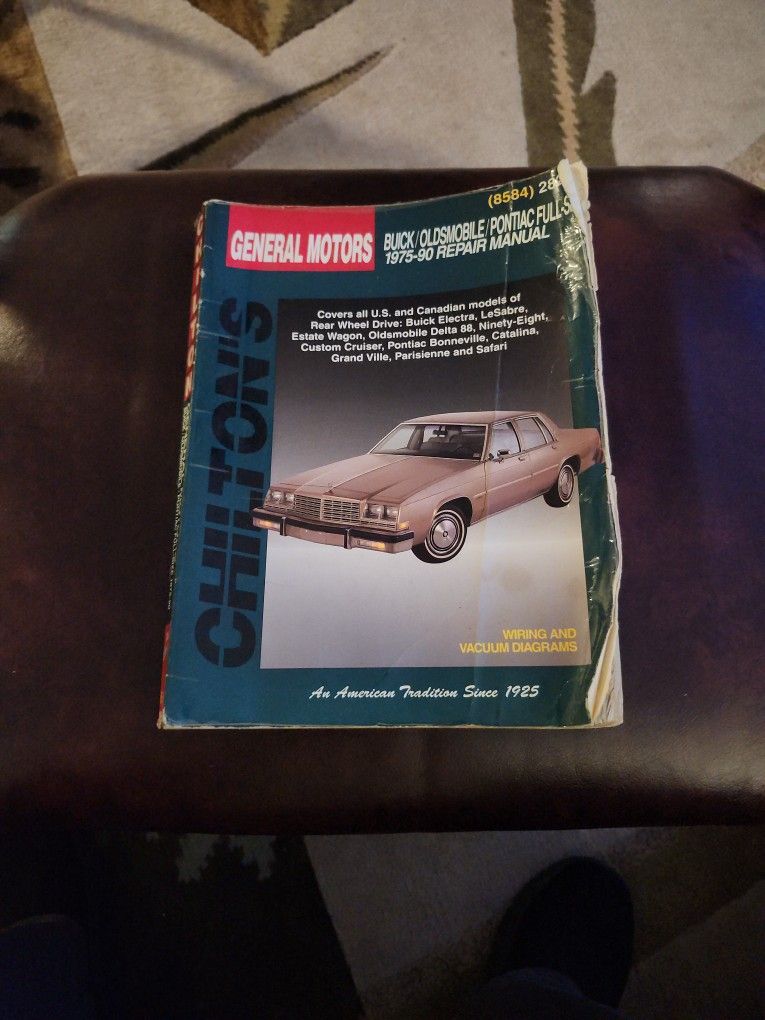 (8584) 28
GENERAL MOTORS
BUICK/OLDSMOBILE/PONTIAC FULL-S
1975-90 REPAIR MANUAL
Covers all U.S. and Canadian models of
Rear Wheel Drive: Buick Electra, LeSabre,
Estate Wagon, Oldsmobile Delta 88, Ninety-Eight,
Custom Cruiser, Pontiac Bonneville, Catalina,
Grand Ville, Parisienne and Safari
CHILTON'S
WIRING AND
VACUUM DIAGRAMS
An American Tradition Since 1925